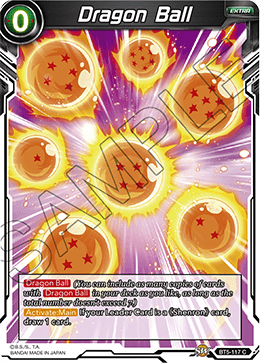 0
Dragon Ball
EXTRA
SAMPLE
Dragon Ball (You can include as many copies of cards
with Dragon Ball in your deck as you like, as long as the
total number doesn't exceed 7.)
Activate:Main If your Leader Card is a 《Shenron》 card,
draw 1 card.
©B.S./S., T.A.
BANDAI MADE IN JAPAN
BT5-117 C